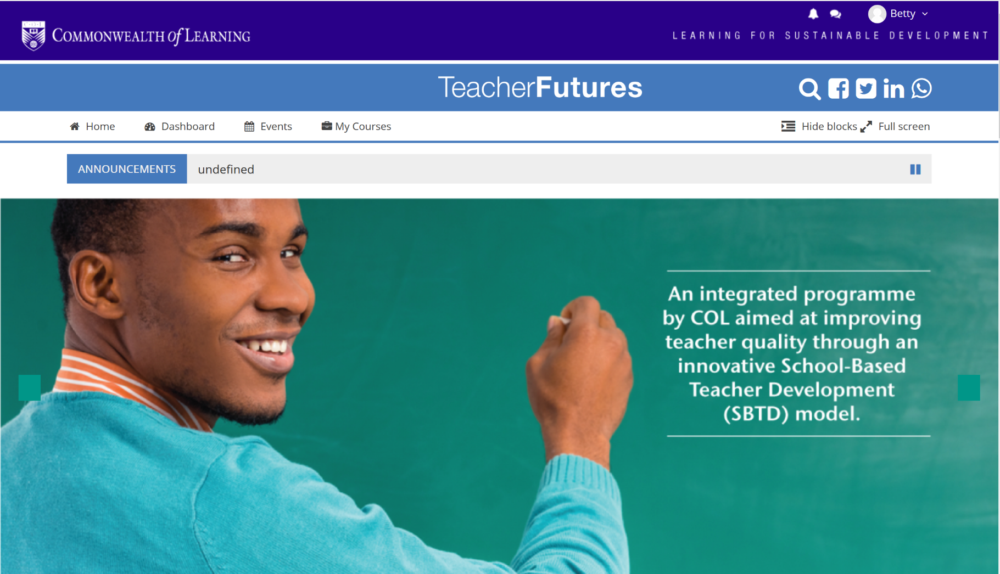 Betty
COMMONWEALTH of LEARNING
LEARNING FOR SUSTAINABLE DEVELOPMENT
TeacherFutures
Home Dashboard Events My Courses Hide blocks Full screen
ANNOUNCEMENTS undefined
An integrated programme
by COL aimed at improving
teacher quality through an
innovative School-Based
Teacher Development
(SBTD) model.